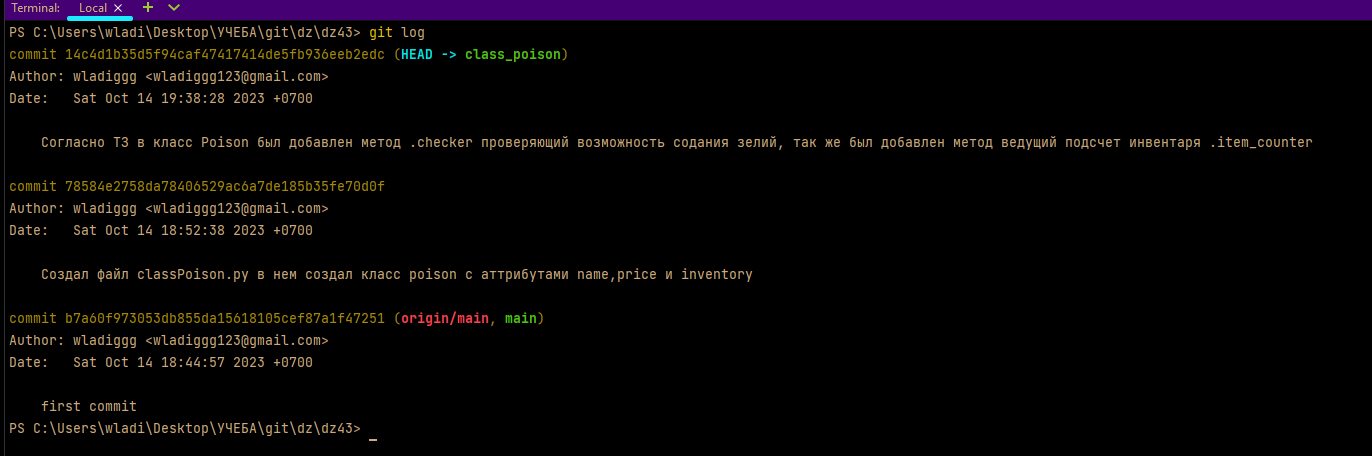 Terminal: Local × +
PS C:\Users\wladi\Desktop\УЧЕБА\git\dz\dz43> git log
commit 14c4d1b35d5f94caf47417414de5fb936eeb2edc (HEAD -> class_poison)
Author: wladiggg <wladiggg123@gmail.com>
Date:   Sat Oct 14 19:38:28 2023 +0700
    Согласно ТЗ в класс Poison был добавлен метод .checker проверяющий возможность содания зелий, так же был добавлен метод ведущий подсчет инвентаря .item_counter
commit 78584e2758da78406529ac6a7de185b35fe70d0f
Author: wladiggg <wladiggg123@gmail.com>
Date:   Sat Oct 14 18:52:38 2023 +0700
    Создал файл classPoison.py в нем создал класс poison с аттрибутами name,price и inventory
commit b7a60f973053db855da15618105cef87a1f47251 (origin/main, main)
Author: wladiggg <wladiggg123@gmail.com>
Date:   Sat Oct 14 18:44:57 2023 +0700
    first commit
PS C:\Users\wladi\Desktop\УЧЕБА\git\dz\dz43> _